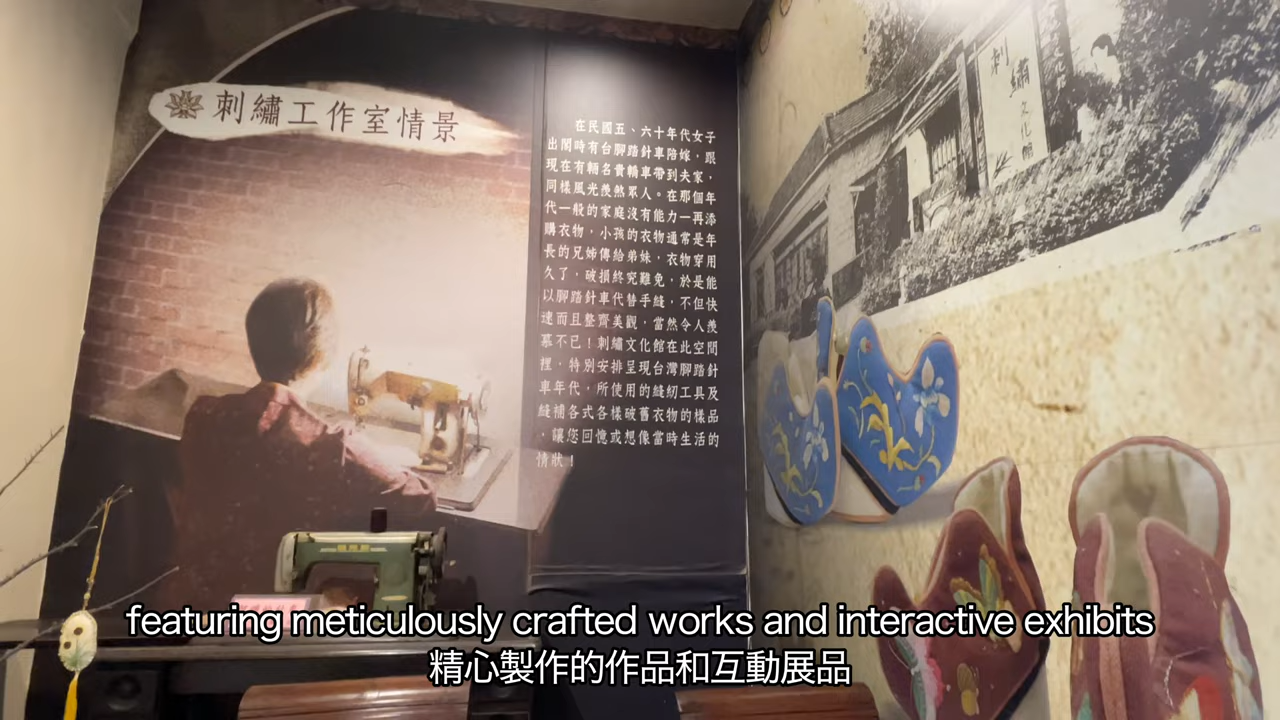 刺繡工作室情景
在民國五、六十年代女子
出閣時有台腳踏針車陪嫁，跟
現在有輛名貴轎車帶到夫家，
同樣風光羨煞眾人。在那個年
代一般的家庭沒有能力一再添
購衣物，小孩的衣物通常是年
長的兄姊傳給弟妹，衣物穿用
久了，破損終究難免，於是能
以腳踏針車代替手縫，不但快
速而且整齊美觀，當然令人羨
慕不已！刺繡文化館在此空間
裡，特別安排呈現台灣腳踏針
車年代，所使用的縫紉工具及
縫補各式各樣破舊衣物的樣品
，讓您回憶或想像當時生活的
情狀！
刺繡文化館
featuring meticulously crafted works and interactive exhibits
精心製作的作品和互動展品